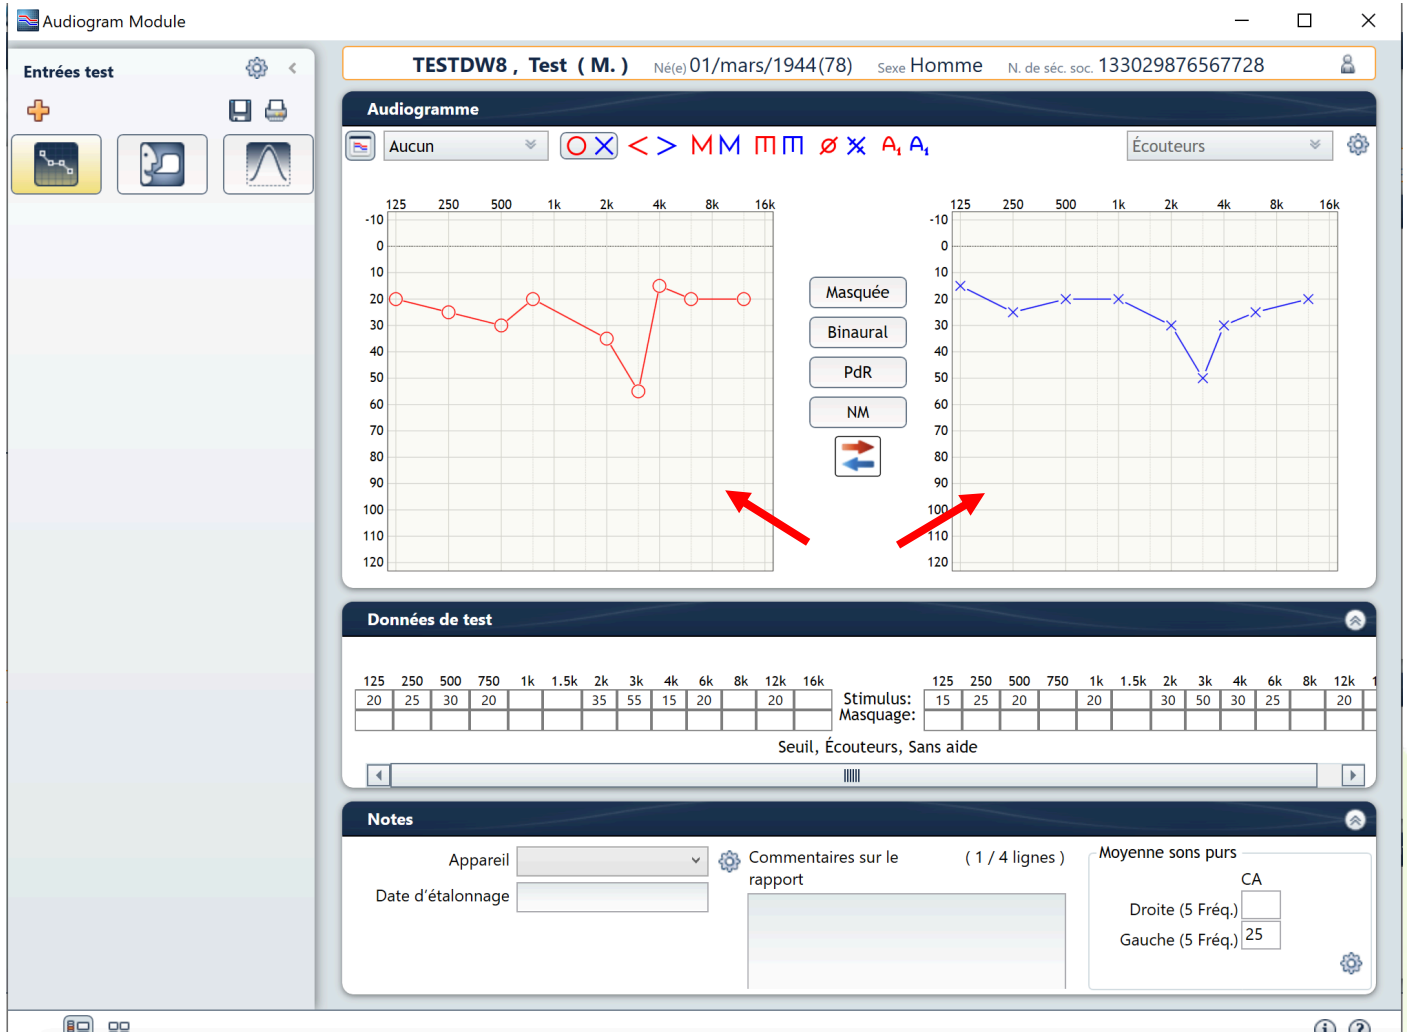 Audiogram Module
Entrées test
TESTDW8 , Test ( M. ) Né(e) 01/mars/1944(78) Sexe Homme N. de séc. soc. 133029876567728
Audiogramme
Aucun
M M A₁ A₁
Écouteurs
125 250 500 1k 2k 4k 8k 16k
-10
0
10
20
30
40
50
60
70
80
90
100
110
120
Masquée
Binaural
PdR
NM
125 250 500 1k 2k 4k 8k 16k
-10
0
10
20
30
40
50
60
70
80
90
100
110
120
Données de test
125 250 500 750 1k 1.5k 2k 3k 4k 6k 8k 12k 16k
20 25 30 20 35 55 15 20 20
Stimulus:
Masquage:
125 250 500 750 1k 1.5k 2k 3k 4k 6k 8k 12k 1
15 25 20 20 30 50 30 25 20
Seuil, Écouteurs, Sans aide
Notes
Appareil
Date d'étalonnage
Commentaires sur le
rapport
( 1 / 4 lignes )
Moyenne sons purs
CA
Droite (5 Fréq.)
Gauche (5 Fréq.) 25